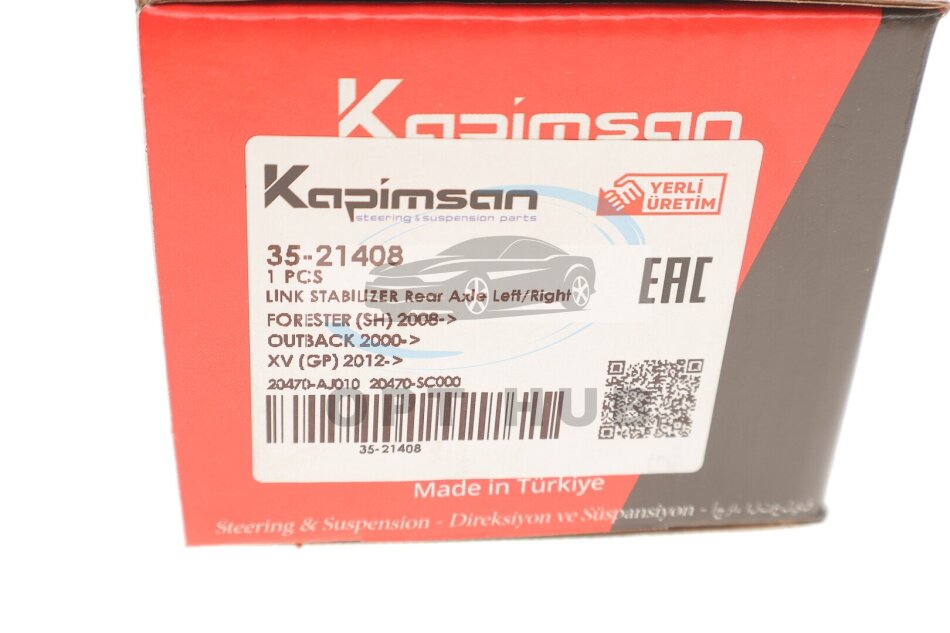 Kapimsan
Kapimsan
steering & suspension parts
YERLİ
ÜRETİM
35-21408
1 PCS
LINK STABILIZER Rear Axle Left/Right
EAC
FORESTER (SH) 2008->
OUTBACK 2000->
XV (GP) 2012->
20470-AJ010 20470-SC000
OPT HUB
35-21408
Made in Türkiye
Steering & Suspension - Direksiyon ve Süspansiyon -